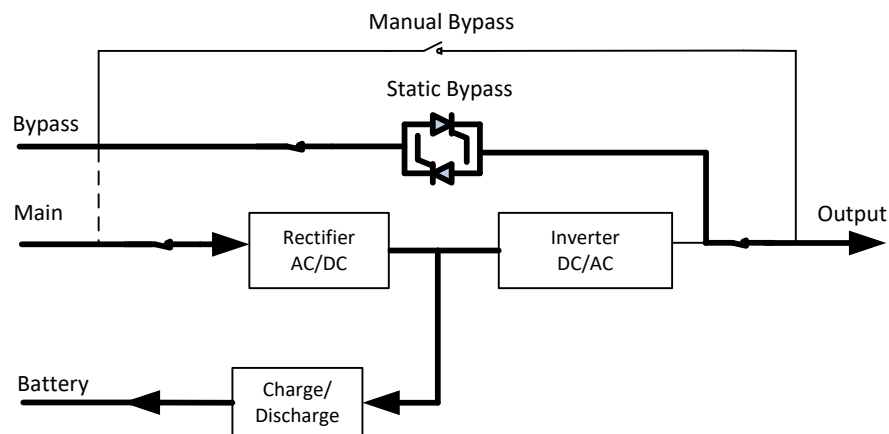 Manual Bypass
Static Bypass
Bypass
Main
Rectifier
AC/DC
Inverter
DC/AC
Output
Battery
Charge/
Discharge